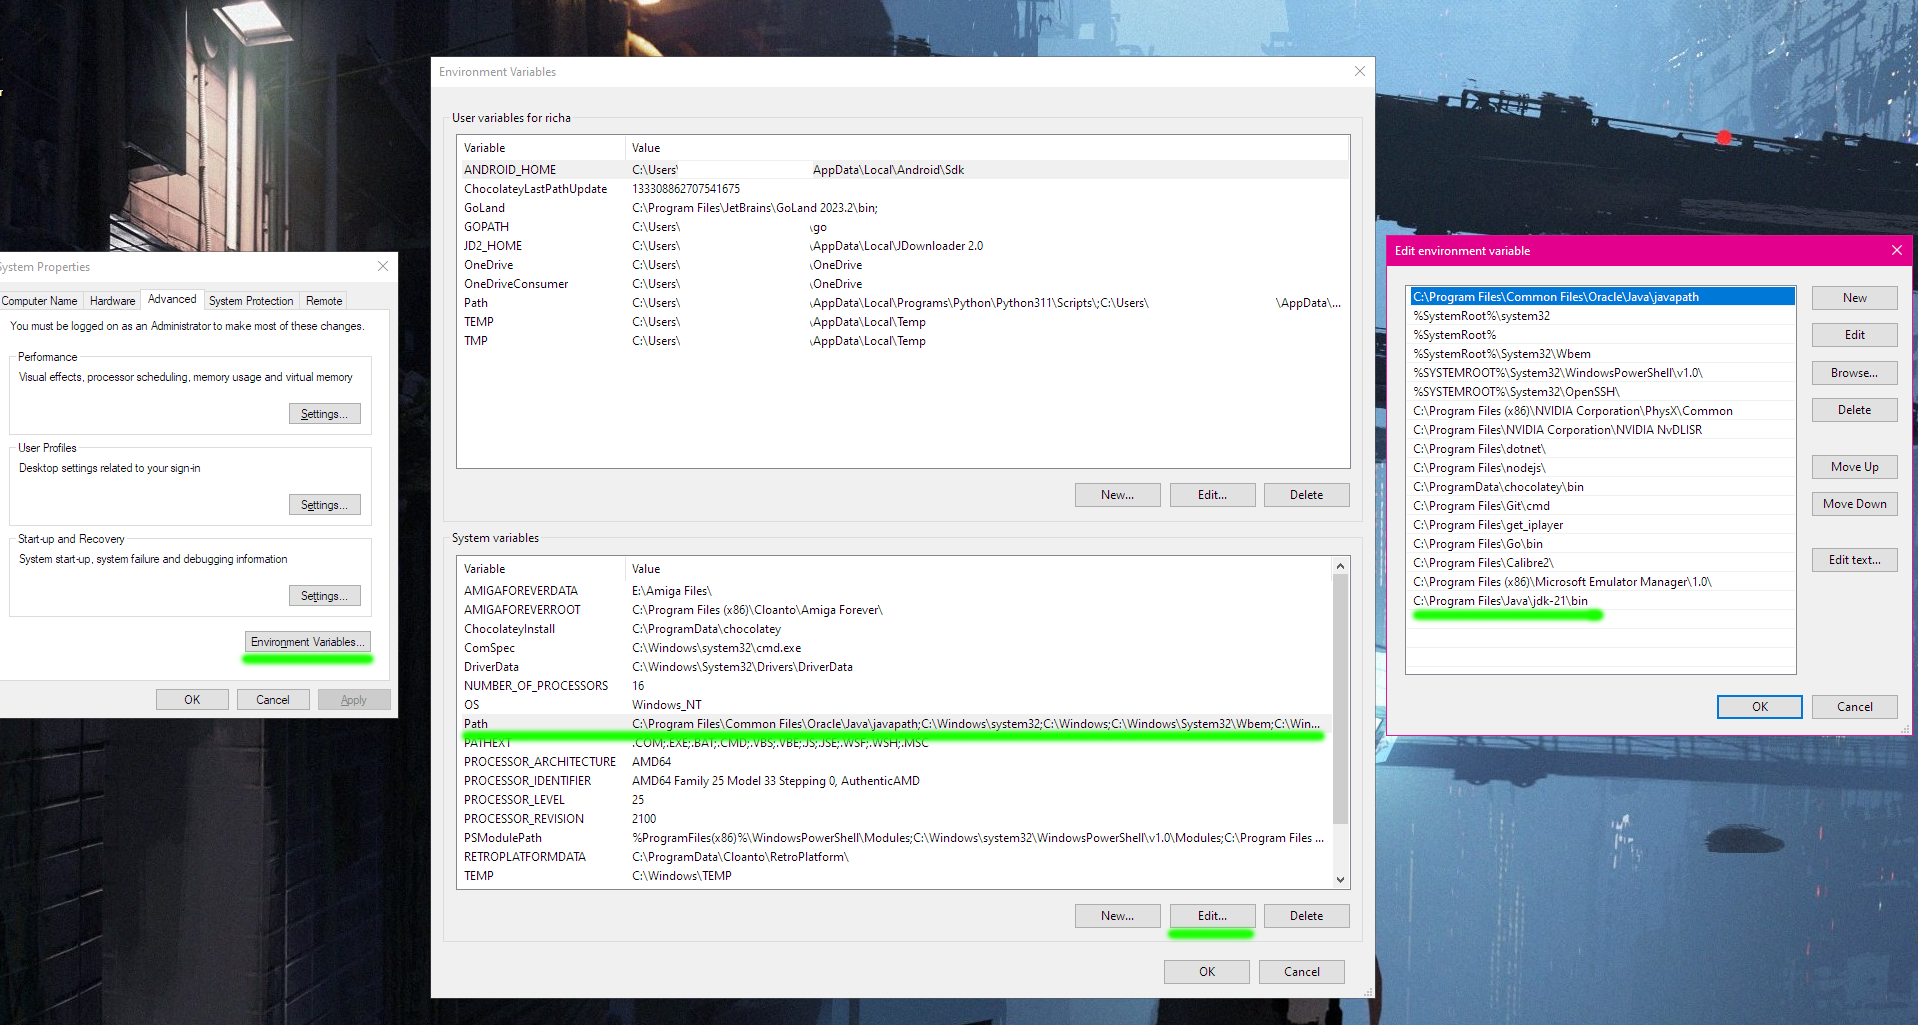 System Properties
Computer Name Hardware Advanced System Protection Remote
You must be logged on as an Administrator to make most of these changes.
Performance
Visual effects, processor scheduling, memory usage and virtual memory
Settings...
User Profiles
Desktop settings related to your sign-in
Settings...
Start-up and Recovery
System start-up, system failure and debugging information
Settings...
Environment Variables...
OK Cancel Apply
Environment Variables
User variables for richa
Variable Value
ANDROID_HOME C:\Users\ AppData\Local\Android\Sdk
ChocolateyLastPathUpdate 133308862707541675
GoLand C:\Program Files\JetBrains\GoLand 2023.2\bin;
GOPATH C:\Users\ \go
JD2_HOME C:\Users\ \AppData\Local\JDownloader 2.0
OneDrive C:\Users\ \OneDrive
OneDriveConsumer C:\Users\ \OneDrive
Path C:\Users\ \AppData\Local\Programs\Python\Python311\Scripts\;C:\Users\ \AppData\...
TEMP C:\Users\ \AppData\Local\Temp
TMP C:\Users\ \AppData\Local\Temp
New... Edit... Delete
System variables
Variable Value
AMIGAFOREVERDATA E:\Amiga Files\
AMIGAFOREVERROOT C:\Program Files (x86)\Cloanto\Amiga Forever\
ChocolateyInstall C:\ProgramData\chocolatey
ComSpec C:\Windows\system32\cmd.exe
DriverData C:\Windows\System32\Drivers\DriverData
NUMBER_OF_PROCESSORS 16
OS Windows_NT
Path C:\Program Files\Common Files\Oracle\Java\javapath;C:\Windows\system32;C:\Windows;C:\Windows\System32\Wbem;C:\Win...
PATHEXT .COM;.EXE;.BAT;.CMD;.VBS;.VBE;.JS;.JSE;.WSF;.WSH;.MSC
PROCESSOR_ARCHITECTURE AMD64
PROCESSOR_IDENTIFIER AMD64 Family 25 Model 33 Stepping 0, AuthenticAMD
PROCESSOR_LEVEL 25
PROCESSOR_REVISION 2100
PSModulePath %ProgramFiles(x86)%\WindowsPowerShell\Modules;C:\Windows\system32\WindowsPowerShell\v1.0\Modules;C:\Program Files ...
RETROPLATFORMDATA C:\ProgramData\Cloanto\RetroPlatform\
TEMP C:\Windows\TEMP
New... Edit... Delete
OK Cancel
Edit environment variable
C:\Program Files\Common Files\Oracle\Java\javapath
%SystemRoot%\system32
%SystemRoot%
%SystemRoot%\System32\Wbem
%SYSTEMROOT%\System32\WindowsPowerShell\v1.0\
%SYSTEMROOT%\System32\OpenSSH\
C:\Program Files (x86)\NVIDIA Corporation\PhysX\Common
C:\Program Files\NVIDIA Corporation\NVIDIA NvDLISR
C:\Program Files\dotnet\
C:\Program Files\nodejs\
C:\ProgramData\chocolatey\bin
C:\Program Files\Git\cmd
C:\Program Files\get_iplayer
C:\Program Files\Go\bin
C:\Program Files\Calibre2\
C:\Program Files (x86)\Microsoft Emulator Manager\1.0\
C:\Program Files\Java\jdk-21\bin
New
Edit
Browse...
Delete
Move Up
Move Down
Edit text...
OK Cancel